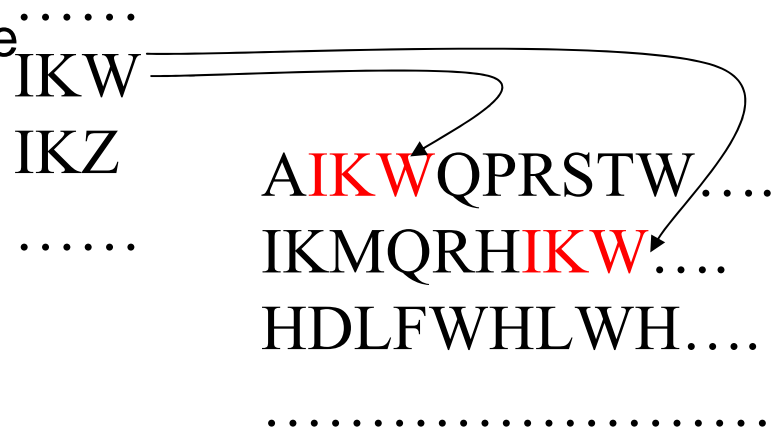 ……
e
IKW
IKZ
……
AIKWQPRSTW….
IKMQRHIKW….
HDLFWHLWH….
………………………